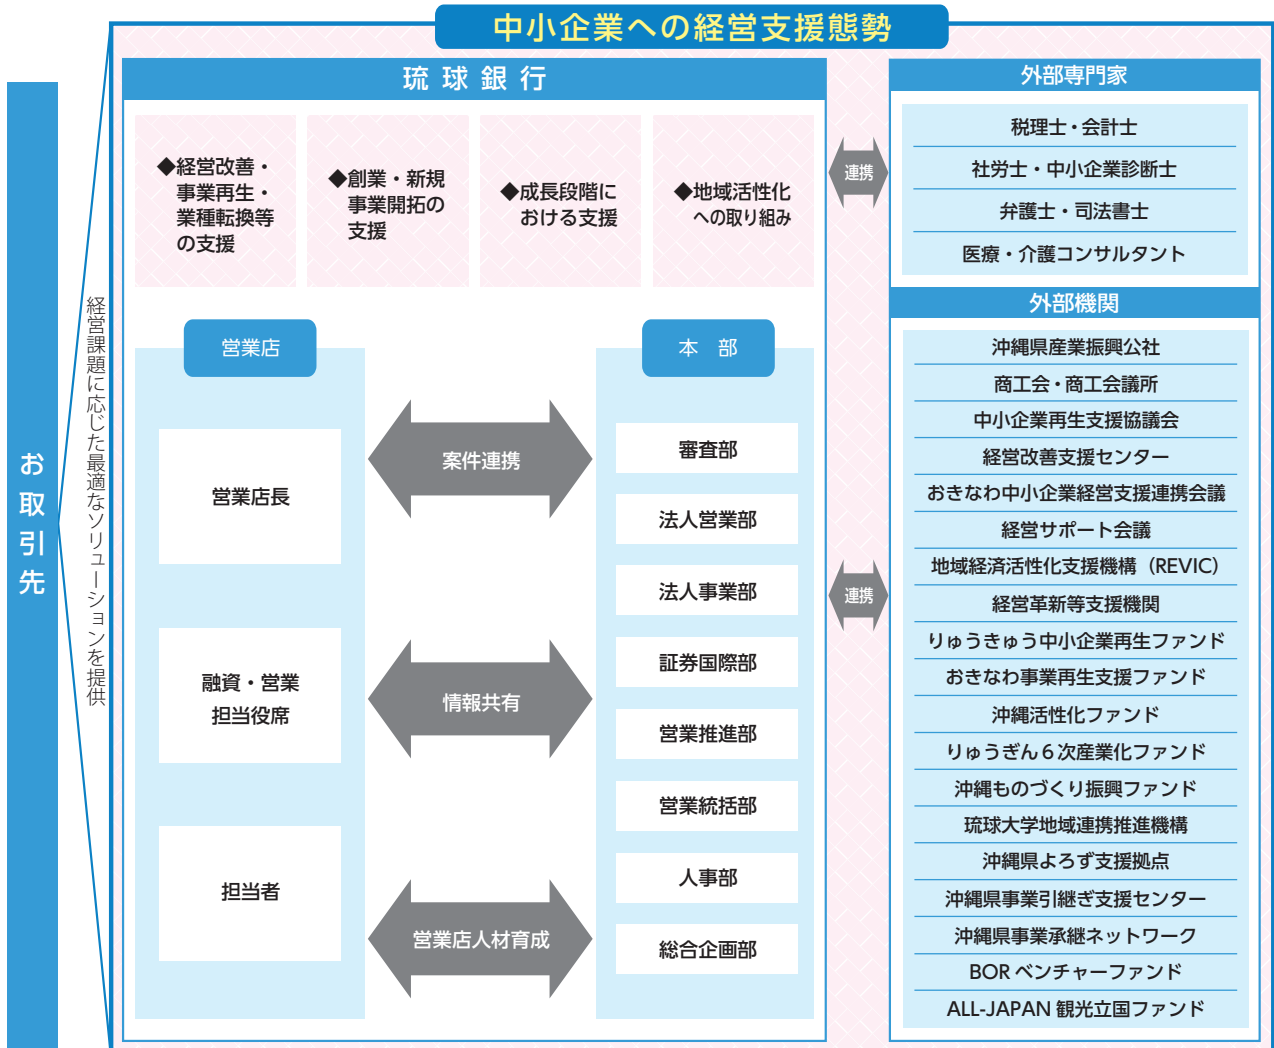 中小企業への経営支援態勢
お取引先
経営課題に応じた最適なソリューションを提供
琉球銀行
◆経営改善・
事業再生・
業種転換等
の支援
◆創業・新規
事業開拓の
支援
◆成長段階に
おける支援
◆地域活性化
への取り組み
営業店
営業店長
融資・営業
担当役席
担当者
案件連携
情報共有
営業店人材育成
本部
審査部
法人営業部
法人事業部
証券国際部
営業推進部
営業統括部
人事部
総合企画部
連携
連携
外部専門家
税理士・会計士
社労士・中小企業診断士
弁護士・司法書士
医療・介護コンサルタント
外部機関
沖縄県産業振興公社
商工会・商工会議所
中小企業再生支援協議会
経営改善支援センター
おきなわ中小企業経営支援連携会議
経営サポート会議
地域経済活性化支援機構（REVIC）
経営革新等支援機関
りゅうきゅう中小企業再生ファンド
おきなわ事業再生支援ファンド
沖縄活性化ファンド
りゅうぎん６次産業化ファンド
沖縄ものづくり振興ファンド
琉球大学地域連携推進機構
沖縄県よろず支援拠点
沖縄県事業引継ぎ支援センター
沖縄県事業承継ネットワーク
BOR ベンチャーファンド
ALL-JAPAN 観光立国ファンド